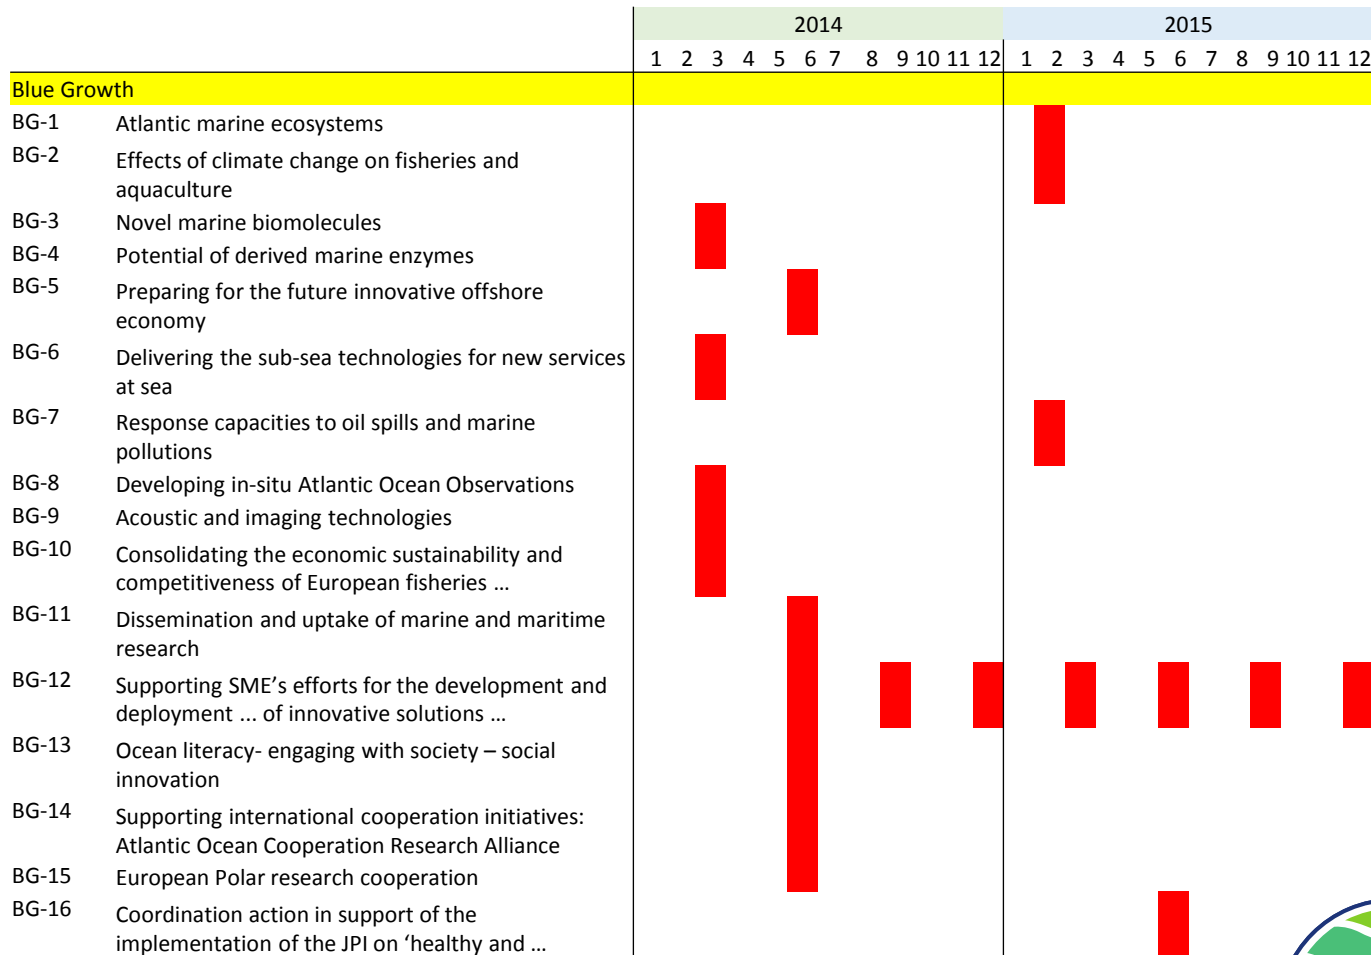 2014 2015
1 2 3 4 5 6 7 8 9 10 11 12 1 2 3 4 5 6 7 8 9 10 11 12
Blue Growth
BG-1 Atlantic marine ecosystems
BG-2 Effects of climate change on fisheries and
aquaculture
BG-3 Novel marine biomolecules
BG-4 Potential of derived marine enzymes
BG-5 Preparing for the future innovative offshore
economy
BG-6 Delivering the sub-sea technologies for new services
at sea
BG-7 Response capacities to oil spills and marine
pollutions
BG-8 Developing in-situ Atlantic Ocean Observations
BG-9 Acoustic and imaging technologies
BG-10 Consolidating the economic sustainability and
competitiveness of European fisheries …
BG-11 Dissemination and uptake of marine and maritime
research
BG-12 Supporting SME’s efforts for the development and
deployment ... of innovative solutions …
BG-13 Ocean literacy- engaging with society – social
innovation
BG-14 Supporting international cooperation initiatives:
Atlantic Ocean Cooperation Research Alliance
BG-15 European Polar research cooperation
BG-16 Coordination action in support of the
implementation of the JPI on ‘healthy and …